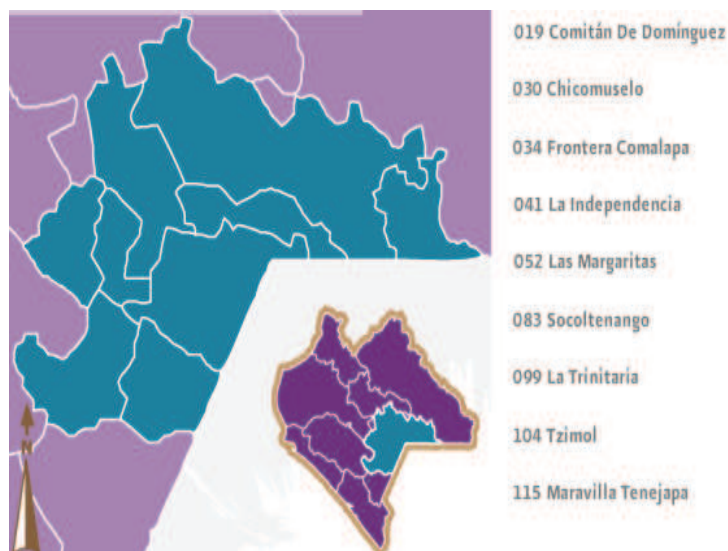 019 Comitán De Domínguez
030 Chicomuselo
034 Frontera Comalapa
041 La Independencia
052 Las Margaritas
083 Socoltenango
099 La Trinitaria
104 Tzimol
115 Maravilla Tenejapa
N